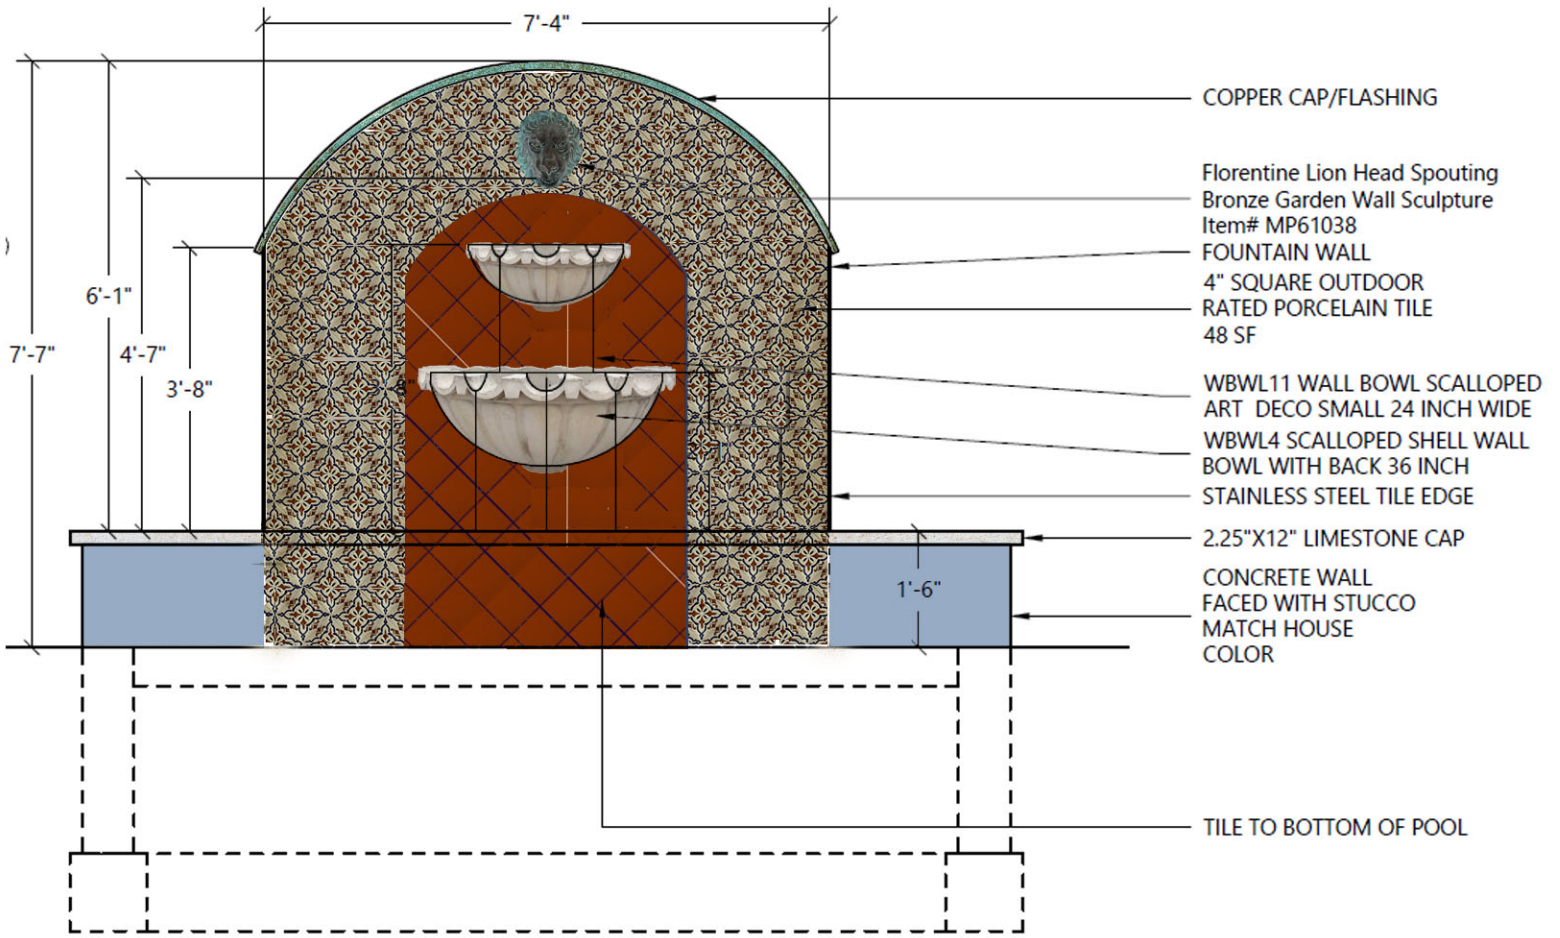 7'-4"
COPPER CAP/FLASHING
Florentine Lion Head Spouting
Bronze Garden Wall Sculpture
Item# MP61038
FOUNTAIN WALL
4" SQUARE OUTDOOR
RATED PORCELAIN TILE
48 SF
6'-1"
7'-7"
4'-7"
3'-8"
WBWL11 WALL BOWL SCALLOPED
ART DECO SMALL 24 INCH WIDE
WBWL4 SCALLOPED SHELL WALL
BOWL WITH BACK 36 INCH
STAINLESS STEEL TILE EDGE
2.25"X12" LIMESTONE CAP
1'-6"
CONCRETE WALL
FACED WITH STUCCO
MATCH HOUSE
COLOR
TILE TO BOTTOM OF POOL